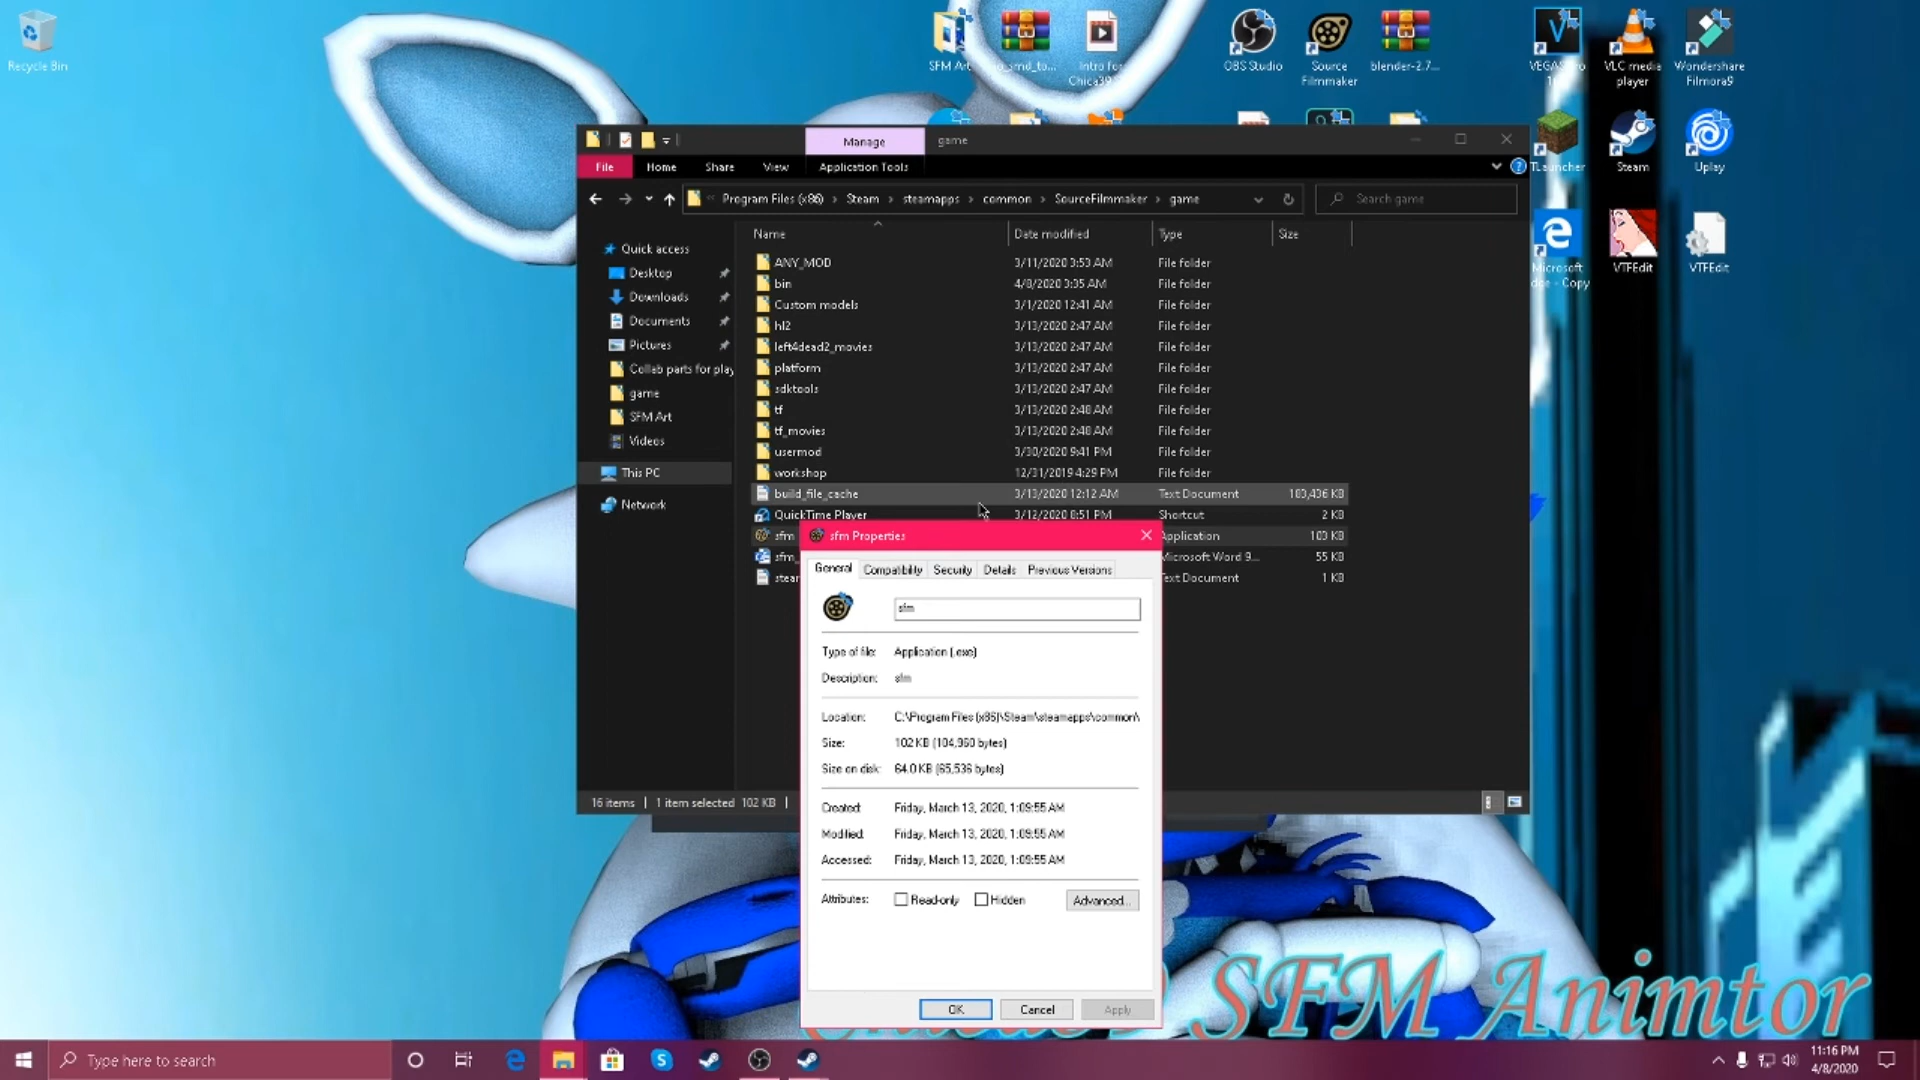 Recycle Bin
SFM Art
smd_to...
Intro for
Chica39
OBS Studio
Source
Filmmaker
blender-2.7...
VEGAS Pro
VLC media
player
Wondershare
Filmora9
TLauncher
Steam
Uplay
Microsoft
Edge - Copy
VTFEdit
VTFEdit
Manage
game
File
Home
Share
View
Application Tools
Program Files (x86) › Steam › steamapps › common › SourceFilmmaker › game
Search game
Quick access
Desktop
Downloads
Documents
Pictures
Collab parts for play
game
SFM Art
Videos
This PC
Network
Name Date modified Type Size
ANY_MOD 3/11/2020 3:53 AM File folder
bin 4/8/2020 3:35 AM File folder
Custom models 3/1/2020 12:41 AM File folder
hl2 3/13/2020 2:47 AM File folder
left4dead2_movies 3/13/2020 2:47 AM File folder
platform 3/13/2020 2:47 AM File folder
sdktools 3/13/2020 2:47 AM File folder
tf 3/13/2020 2:48 AM File folder
tf_movies 3/13/2020 2:48 AM File folder
usermod 3/30/2020 9:41 PM File folder
workshop 12/31/2019 4:29 PM File folder
build_file_cache 3/13/2020 12:12 AM Text Document 103,436 KB
QuickTime Player 3/12/2020 8:51 PM Shortcut 2 KB
sfm Application 103 KB
sfm_ Microsoft Word 9... 55 KB
stea Text Document 1 KB
16 items 1 item selected 102 KB
sfm Properties
General Compatibility Security Details Previous Versions
sfm
Type of file: Application (.exe)
Description: sfm
Location: C:\Program Files (x86)\Steam\steamapps\common\
Size: 102 KB (104,960 bytes)
Size on disk: 64.0 KB (65,536 bytes)
Created: Friday, March 13, 2020, 1:09:55 AM
Modified: Friday, March 13, 2020, 1:09:55 AM
Accessed: Friday, March 13, 2020, 1:09:55 AM
Attributes: Read-only Hidden Advanced...
OK Cancel Apply
SFM Animtor
Type here to search
11:16 PM
4/8/2020